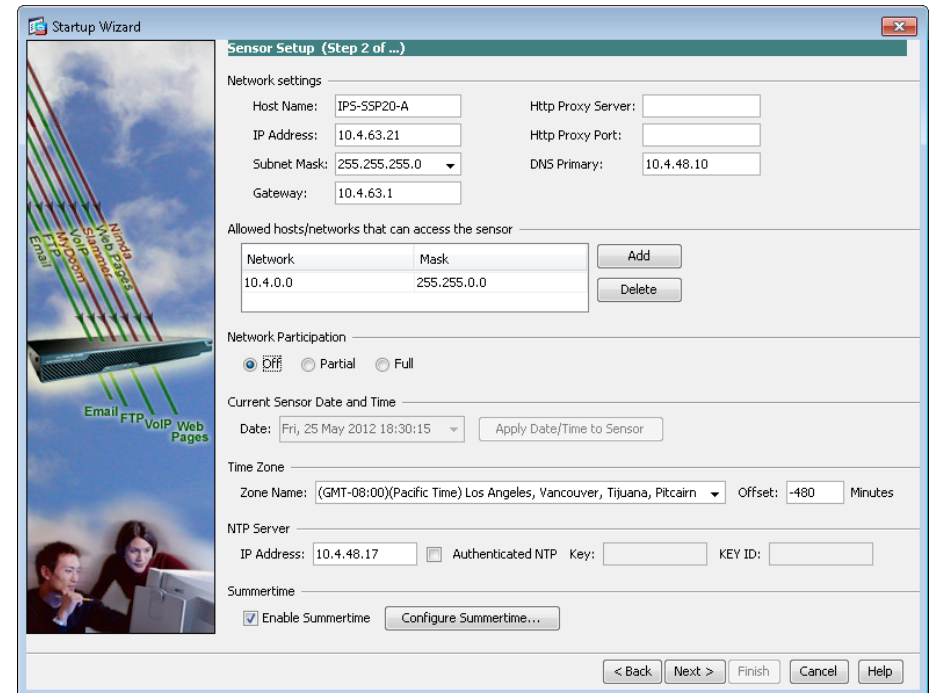 Startup Wizard
Sensor Setup (Step 2 of ...)
Network settings
Host Name: IPS-SSP20-A Http Proxy Server:
IP Address: 10.4.63.21 Http Proxy Port:
Subnet Mask: 255.255.255.0 DNS Primary: 10.4.48.10
Gateway: 10.4.63.1
Allowed hosts/networks that can access the sensor
Network Mask Add
10.4.0.0 255.255.0.0 Delete
Network Participation
Off Partial Full
Current Sensor Date and Time
Date: Fri, 25 May 2012 18:30:15 Apply Date/Time to Sensor
Time Zone
Zone Name: (GMT-08:00)(Pacific Time) Los Angeles, Vancouver, Tijuana, Pitcairn Offset: -480 Minutes
NTP Server
IP Address: 10.4.48.17 Authenticated NTP Key: KEY ID:
Summertime
Enable Summertime Configure Summertime...
< Back Next > Finish Cancel Help
Nimda
Web Pages
Slammer
VoIP
MyDoom
FTP
Email
Email FTP VoIP Web Pages